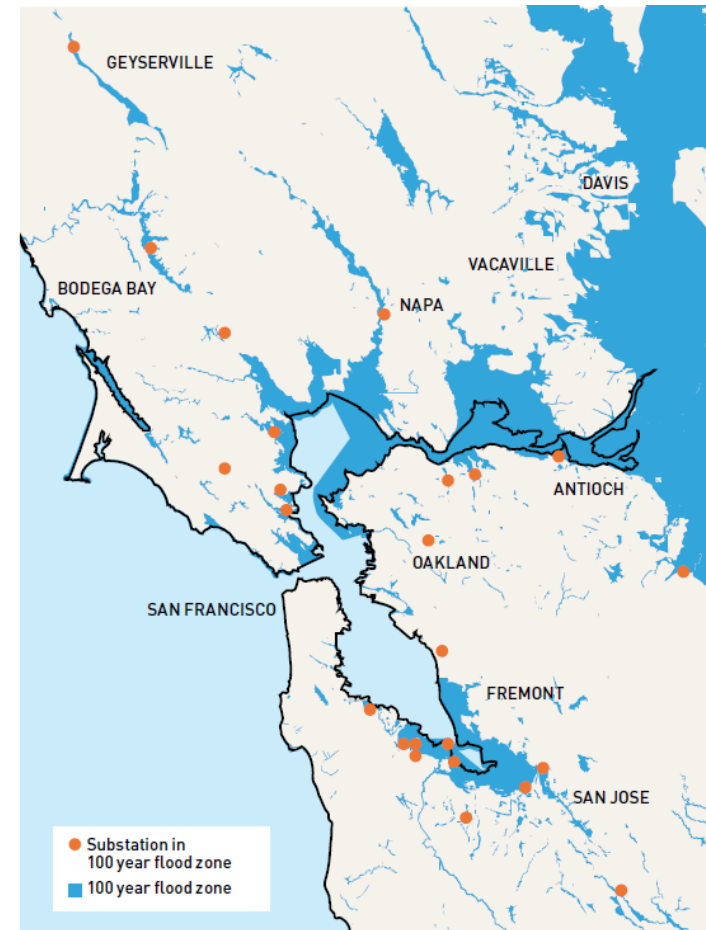 GEYSERVILLE
DAVIS
VACAVILLE
BODEGA BAY
NAPA
ANTIOCH
OAKLAND
SAN FRANCISCO
FREMONT
SAN JOSE
Substation in
100 year flood zone
100 year flood zone